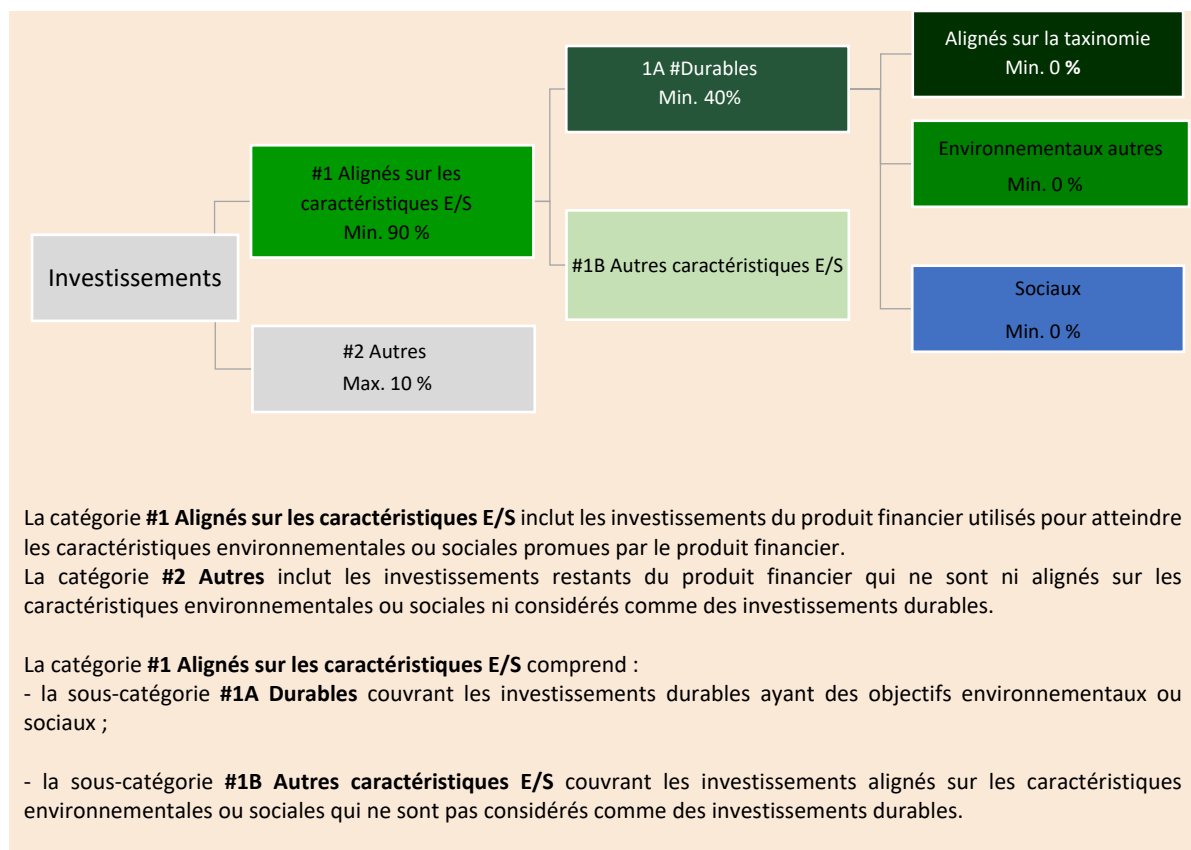 Alignés sur la taxinomie
Min. 0 %
1A #Durables
Min. 40%
Environnementaux autres
Min. 0 %
#1 Alignés sur les
caractéristiques E/S
Min. 90 %
#1B Autres caractéristiques E/S
Investissements
Sociaux
Min. 0 %
#2 Autres
Max. 10 %
La catégorie #1 Alignés sur les caractéristiques E/S inclut les investissements du produit financier utilisés pour atteindre
les caractéristiques environnementales ou sociales promues par le produit financier.
La catégorie #2 Autres inclut les investissements restants du produit financier qui ne sont ni alignés sur les
caractéristiques environnementales ou sociales ni considérés comme des investissements durables.
La catégorie #1 Alignés sur les caractéristiques E/S comprend :
- la sous-catégorie #1A Durables couvrant les investissements durables ayant des objectifs environnementaux ou
sociaux ;
- la sous-catégorie #1B Autres caractéristiques E/S couvrant les investissements alignés sur les caractéristiques
environnementales ou sociales qui ne sont pas considérés comme des investissements durables.